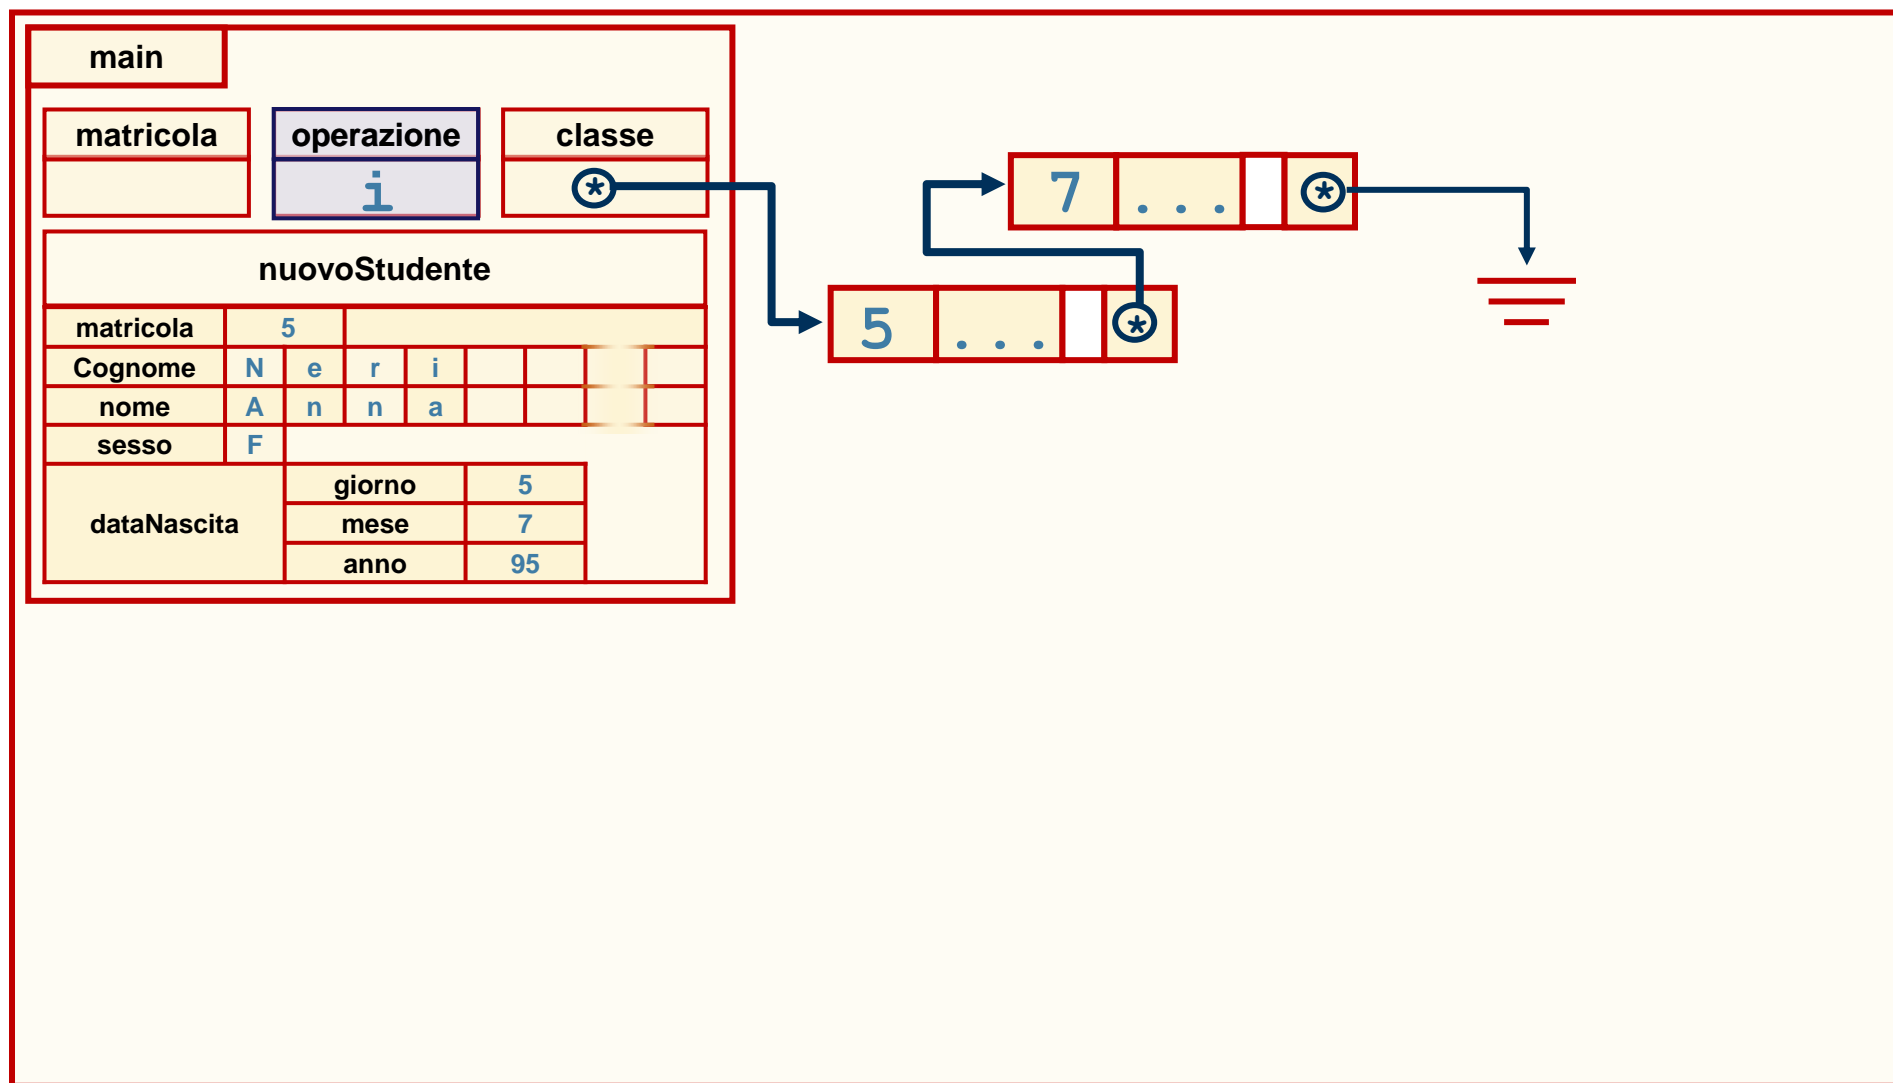 main
matricola operazione classe
i * *
7 . . . *
nuovoStudente
5 . . . *
matricola 5
Cognome N e r i
nome A n n a
sesso F
dataNascita
giorno 5
mese 7
anno 95